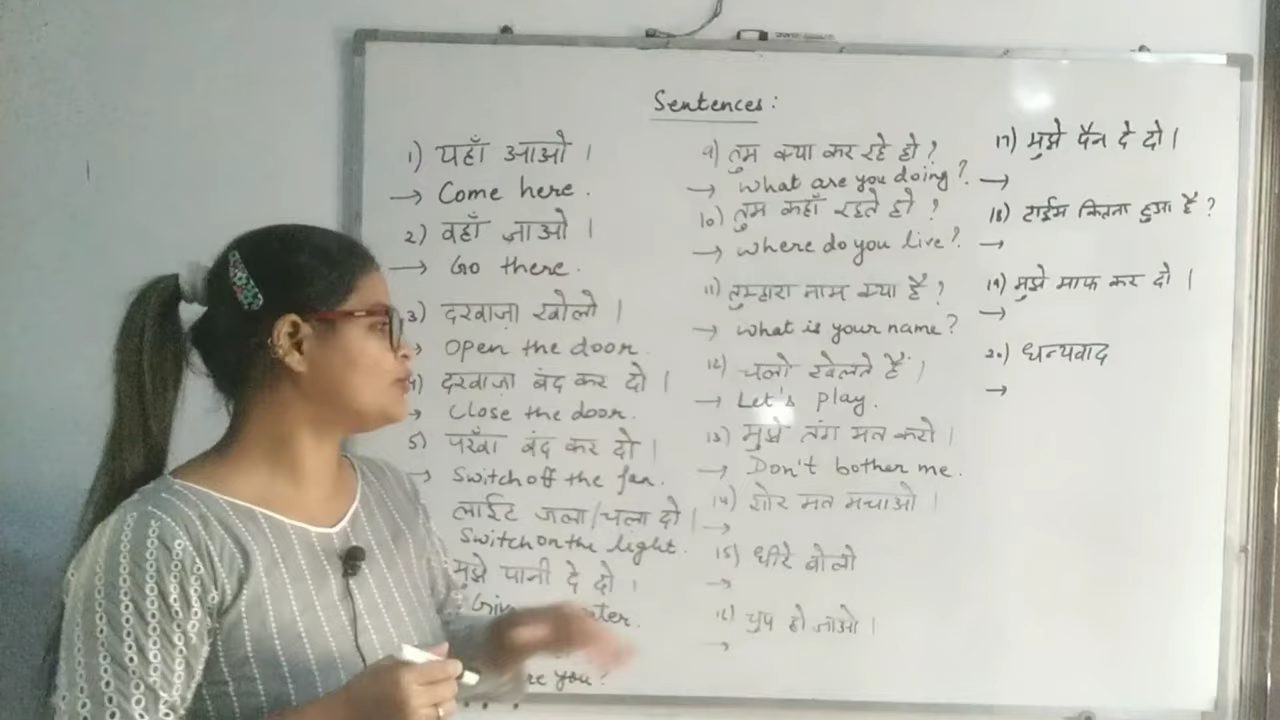 Sentences :
1) यहाँ आओ ।
→ Come here .
2) वहाँ जाओ ।
→ Go there .
3) दरवाज़ा खोलो ।
→ Open the door .
4) दरवाज़ा बंद कर दो ।
→ Close the door .
5) पखाँ बंद कर दो ।
→ Switch off the fan .
लाईट जला/चला दो ।
Switch on the light .
मुझे पानी दे दो ।
are you ?
9) तुम क्या कर रहे हो ?
→ What are you doing ?
10) तुम कहाँ रहते हो ?
→ Where do you live ?
11) तुम्हारा नाम क्या है ?
→ What is your name ?
12) चलो खेलते हैं ।
→ Let's play .
13) मुझे तंग मत करो ।
→ Don't bother me .
14) शोर मत मचाओ ।
→
15) धीरे बोलो
→
16) चुप हो जाओ ।
→
17) मुझे पैन दे दो ।
→
18) टाईम कितना हुआ है ?
→
19) मुझे माफ कर दो ।
→
20) धन्यवाद
→